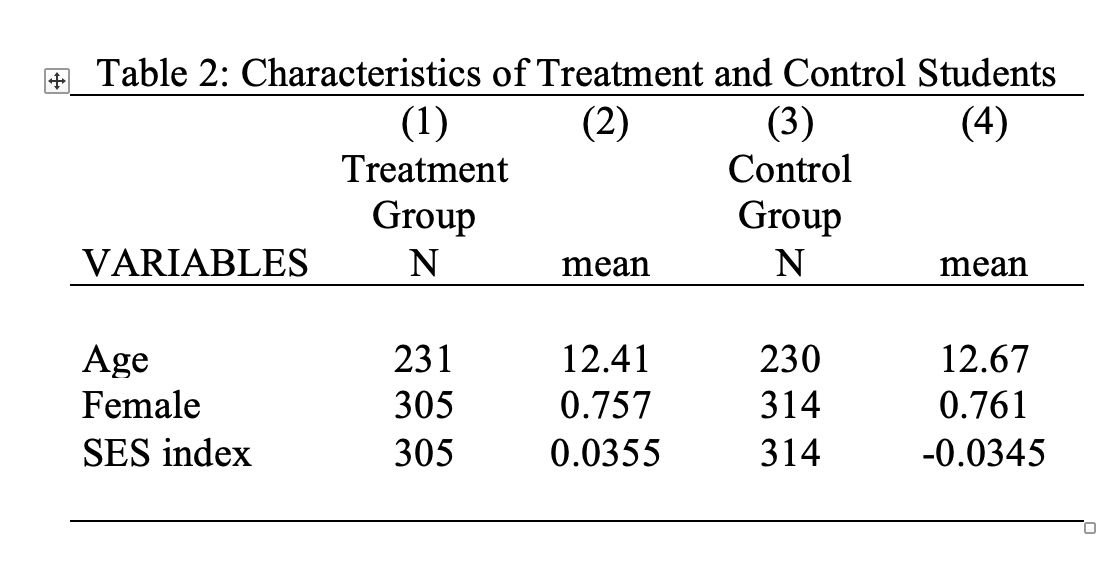 Table 2: Characteristics of Treatment and Control Students
(1) (2) (3) (4)
Treatment Control
Group Group
VARIABLES N mean N mean
Age 231 12.41 230 12.67
Female 305 0.757 314 0.761
SES index 305 0.0355 314 -0.0345